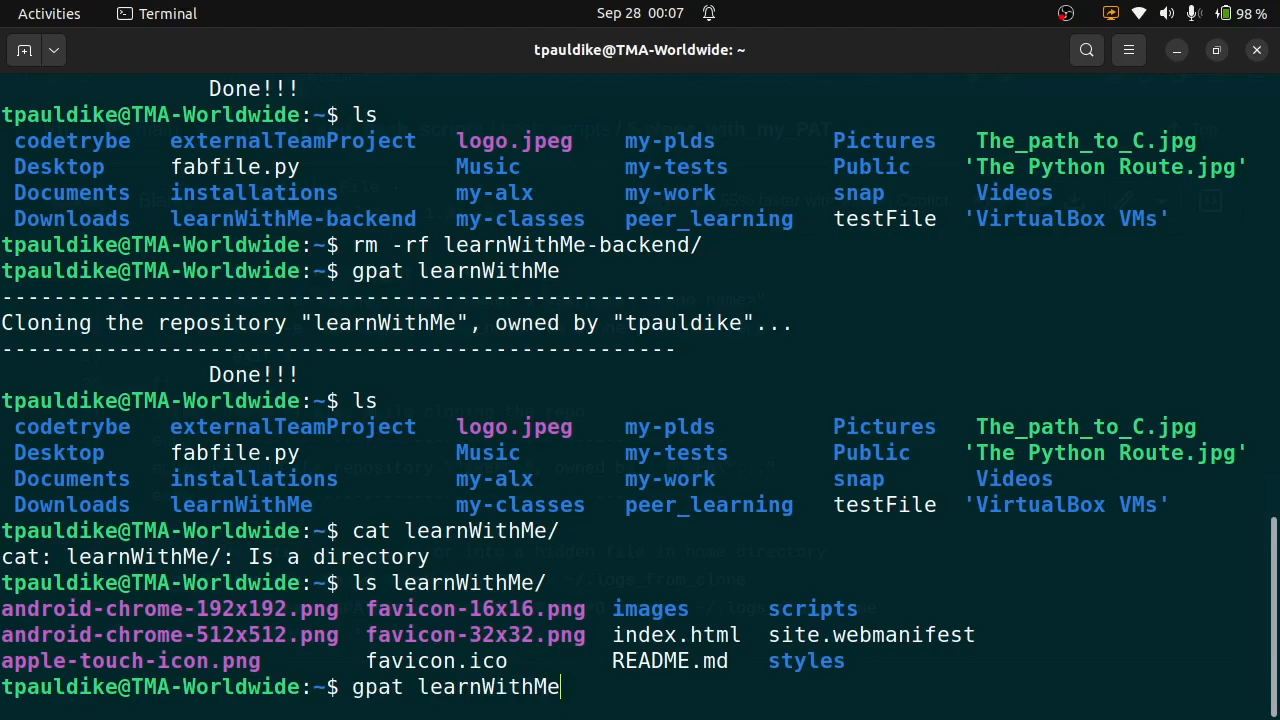 Activities Terminal Sep 28 00:07 98 %
tpauldike@TMA-Worldwide: ~
Done!!!
tpauldike@TMA-Worldwide:~$ ls
codetrybe externalTeamProject logo.jpeg my-plds Pictures The_path_to_C.jpg
Desktop fabfile.py Music my-tests Public 'The Python Route.jpg'
Documents installations my-alx my-work snap Videos
Downloads learnWithMe-backend my-classes peer_learning testFile 'VirtualBox VMs'
tpauldike@TMA-Worldwide:~$ rm -rf learnWithMe-backend/
tpauldike@TMA-Worldwide:~$ gpat learnWithMe
----------------------------------------------------
Cloning the repository "learnWithMe", owned by "tpauldike"...
----------------------------------------------------
Done!!!
tpauldike@TMA-Worldwide:~$ ls
codetrybe externalTeamProject logo.jpeg my-plds Pictures The_path_to_C.jpg
Desktop fabfile.py Music my-tests Public 'The Python Route.jpg'
Documents installations my-alx my-work snap Videos
Downloads learnWithMe my-classes peer_learning testFile 'VirtualBox VMs'
tpauldike@TMA-Worldwide:~$ cat learnWithMe/
cat: learnWithMe/: Is a directory
tpauldike@TMA-Worldwide:~$ ls learnWithMe/
android-chrome-192x192.png favicon-16x16.png images scripts
android-chrome-512x512.png favicon-32x32.png index.html site.webmanifest
apple-touch-icon.png favicon.ico README.md styles
tpauldike@TMA-Worldwide:~$ gpat learnWithMe